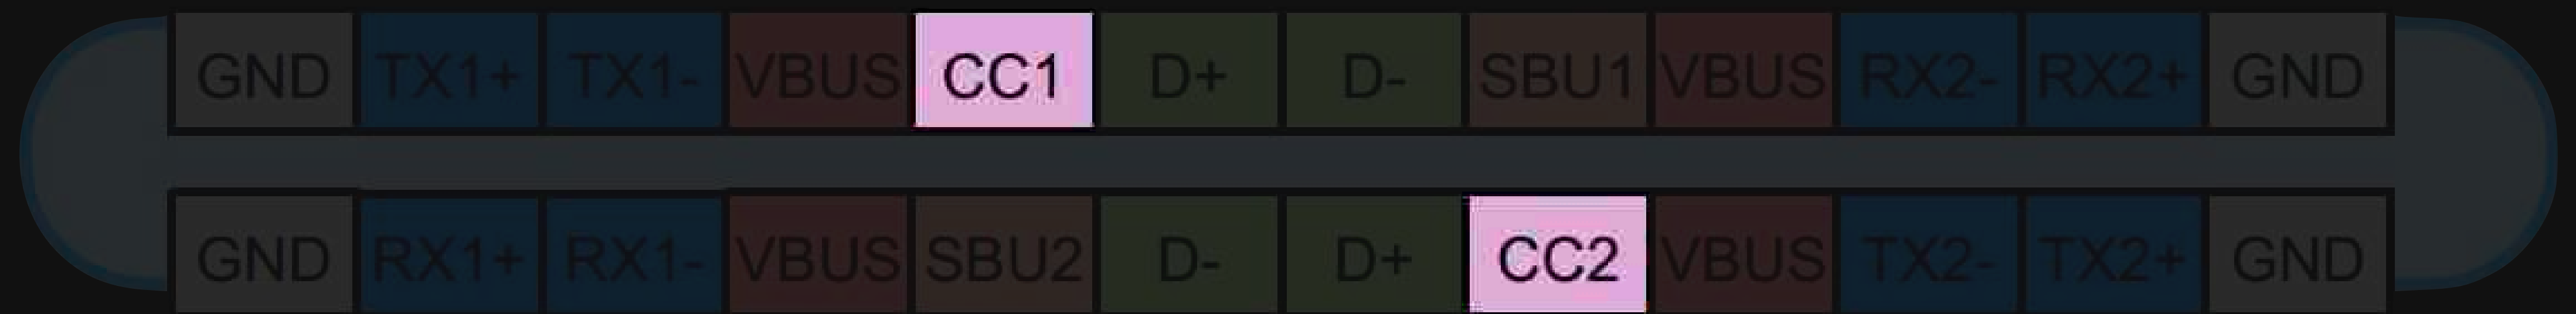 GND TX1+ TX1- VBUS CC1 D+ D- SBU1 VBUS RX2- RX2+ GND
GND RX1+ RX1- VBUS SBU2 D- D+ CC2 VBUS TX2- TX2+ GND